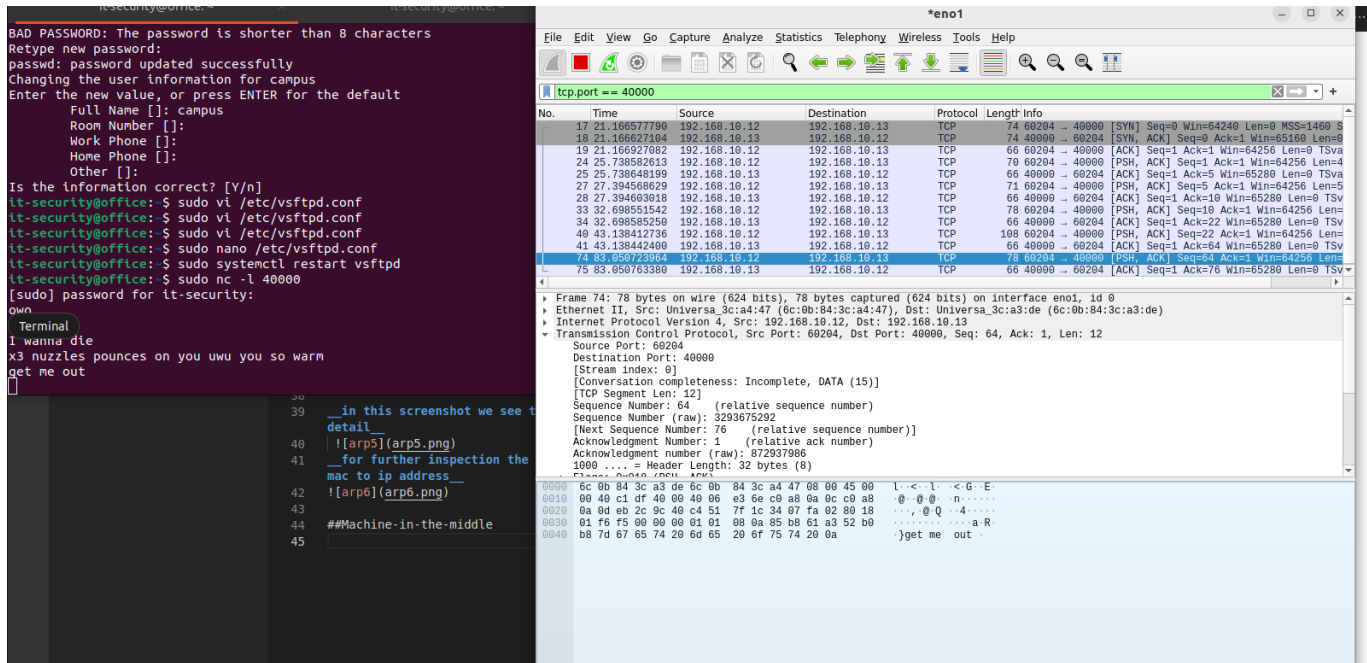 it-security@office: ~
it-security@office: ~
BAD PASSWORD: The password is shorter than 8 characters
Retype new password:
passwd: password updated successfully
Changing the user information for campus
Enter the new value, or press ENTER for the default
Full Name []: campus
Room Number []:
Work Phone []:
Home Phone []:
Other []:
Is the information correct? [Y/n]
it-security@office:~$ sudo vi /etc/vsftpd.conf
it-security@office:~$ sudo vi /etc/vsftpd.conf
it-security@office:~$ sudo vi /etc/vsftpd.conf
it-security@office:~$ sudo nano /etc/vsftpd.conf
it-security@office:~$ sudo systemctl restart vsftpd
it-security@office:~$ sudo nc -l 40000
[sudo] password for it-security:
owo
Terminal
I wanna die
x3 nuzzles pounces on you uwu you so warm
get me out
38
39 __in this screenshot we see t
detail__
40 ![arp5](arp5.png)
41 __for further inspection the
mac to ip address__
42 ![arp6](arp6.png)
43
44 ##Machine-in-the-middle
45
*eno1
File Edit View Go Capture Analyze Statistics Telephony Wireless Tools Help
tcp.port == 40000
No. Time Source Destination Protocol Length Info
17 21.166577790 192.168.10.12 192.168.10.13 TCP 74 60204 → 40000 [SYN] Seq=0 Win=64240 Len=0 MSS=1460 S
18 21.166627104 192.168.10.13 192.168.10.12 TCP 74 40000 → 60204 [SYN, ACK] Seq=0 Ack=1 Win=65160 Len=0
19 21.166927082 192.168.10.12 192.168.10.13 TCP 66 60204 → 40000 [ACK] Seq=1 Ack=1 Win=64256 Len=0 TSva
24 25.738582613 192.168.10.12 192.168.10.13 TCP 70 60204 → 40000 [PSH, ACK] Seq=1 Ack=1 Win=64256 Len=4
25 25.738648199 192.168.10.13 192.168.10.12 TCP 66 40000 → 60204 [ACK] Seq=1 Ack=5 Win=65280 Len=0 TSva
27 27.394568629 192.168.10.12 192.168.10.13 TCP 71 60204 → 40000 [PSH, ACK] Seq=5 Ack=1 Win=64256 Len=5
28 27.394603018 192.168.10.13 192.168.10.12 TCP 66 40000 → 60204 [ACK] Seq=1 Ack=10 Win=65280 Len=0 TSv
33 32.698551542 192.168.10.12 192.168.10.13 TCP 78 60204 → 40000 [PSH, ACK] Seq=10 Ack=1 Win=64256 Len=
34 32.698585250 192.168.10.13 192.168.10.12 TCP 66 40000 → 60204 [ACK] Seq=1 Ack=22 Win=65280 Len=0 TSv
40 43.138412736 192.168.10.12 192.168.10.13 TCP 108 60204 → 40000 [PSH, ACK] Seq=22 Ack=1 Win=64256 Len=
41 43.138442400 192.168.10.13 192.168.10.12 TCP 66 40000 → 60204 [ACK] Seq=1 Ack=64 Win=65280 Len=0 TSv
74 83.050723964 192.168.10.12 192.168.10.13 TCP 78 60204 → 40000 [PSH, ACK] Seq=64 Ack=1 Win=64256 Len=
75 83.050763380 192.168.10.13 192.168.10.12 TCP 66 40000 → 60204 [ACK] Seq=1 Ack=76 Win=65280 Len=0 TSv
Frame 74: 78 bytes on wire (624 bits), 78 bytes captured (624 bits) on interface eno1, id 0
Ethernet II, Src: Universa_3c:a4:47 (6c:0b:84:3c:a4:47), Dst: Universa_3c:a3:de (6c:0b:84:3c:a3:de)
Internet Protocol Version 4, Src: 192.168.10.12, Dst: 192.168.10.13
Transmission Control Protocol, Src Port: 60204, Dst Port: 40000, Seq: 64, Ack: 1, Len: 12
Source Port: 60204
Destination Port: 40000
[Stream index: 0]
[Conversation completeness: Incomplete, DATA (15)]
[TCP Segment Len: 12]
Sequence Number: 64 (relative sequence number)
Sequence Number (raw): 3293675292
[Next Sequence Number: 76 (relative sequence number)]
Acknowledgment Number: 1 (relative ack number)
Acknowledgment number (raw): 872937986
1000 .... = Header Length: 32 bytes (8)
Flags: 0x018 (PSH, ACK)
0000 6c 0b 84 3c a3 de 6c 0b 84 3c a4 47 08 00 45 00 l··<··l· ·<·G··E·
0010 00 40 c1 df 40 00 40 06 e3 6e c0 a8 0a 0c c0 a8 ·@··@·@· ·n······
0020 0a 0d eb 2c 9c 40 c4 51 7f 1c 34 07 fa 02 80 18 ···,·@·Q ··4·····
0030 01 f6 f5 00 00 00 01 01 08 0a 85 b8 61 a3 52 b0 ········ ····a·R·
0040 b8 7d 67 65 74 20 6d 65 20 6f 75 74 20 0a ·}get me out ·